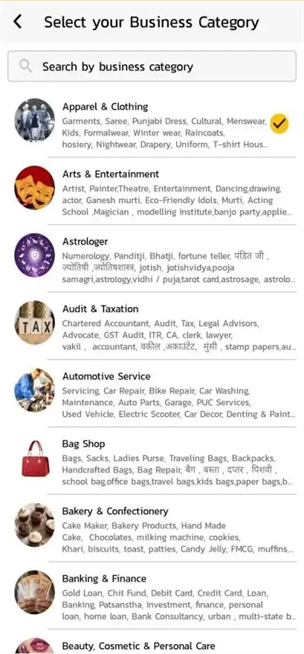 Select your Business Category
Search by business category
Apparel & Clothing
Garments, Saree, Punjabi Dress, Cultural, Menswear,
Kids, Formalwear, Winter wear, Raincoats,
hosiery, Nightwear, Drapery, Uniform, T-shirt Hous...
Arts & Entertainment
Artist, Painter,Theatre, Entertainment, Dancing,drawing,
actor, Ganesh murti, Eco-Friendly Idols, Murti, Acting
School ,Magician , modelling Institute,banjo party,applie...
Astrologer
Numerology, Panditji, Bhatji, fortune teller, पंडित जी ,
ज्योतिषी ,ज्योतिषशास्त्र, jotish, jotishvidya,pooja
samagri,astrology,vidhi / puja,tarot card,astrosage, astrolo...
TAX
Audit & Taxation
Chartered Accountant, Audit, Tax, Legal Advisors,
Advocate, GST Audit, ITR, CA, clerk, lawyer,
vakil , accountant, वकील ,अकाउंटेंट, मुंसी , stamp papers,au...
Automotive Service
Servicing, Car Repair, Bike Repair, Car Washing,
Maintenance, Auto Parts, Garage, PUC Services,
Used Vehicle, Electric Scooter, Car Decor, Denting & Paint...
Bag Shop
Bags, Sacks, Ladies Purse, Traveling Bags, Backpacks,
Handcrafted Bags, Bag Repair, बैग , बस्ता , दप्तर , पिशवी ,
school bag,office bags,travel bags,kids bags,paper bags,b...
Bakery & Confectionery
Cake Maker, Bakery Products, Hand Made
Cake, Chocolates, milking machine, cookies,
Khari, biscuits, toast, patties, Candy Jelly, FMCG, muffins,...
Banking & Finance
Gold Loan, Chit Fund, Debit Card, Credit Card, Loan,
Banking, Patsanstha, Investment, finance, personal
loan, home loan, Bank Consultancy, urban , multi-state b...
Beauty, Cosmetic & Personal Care